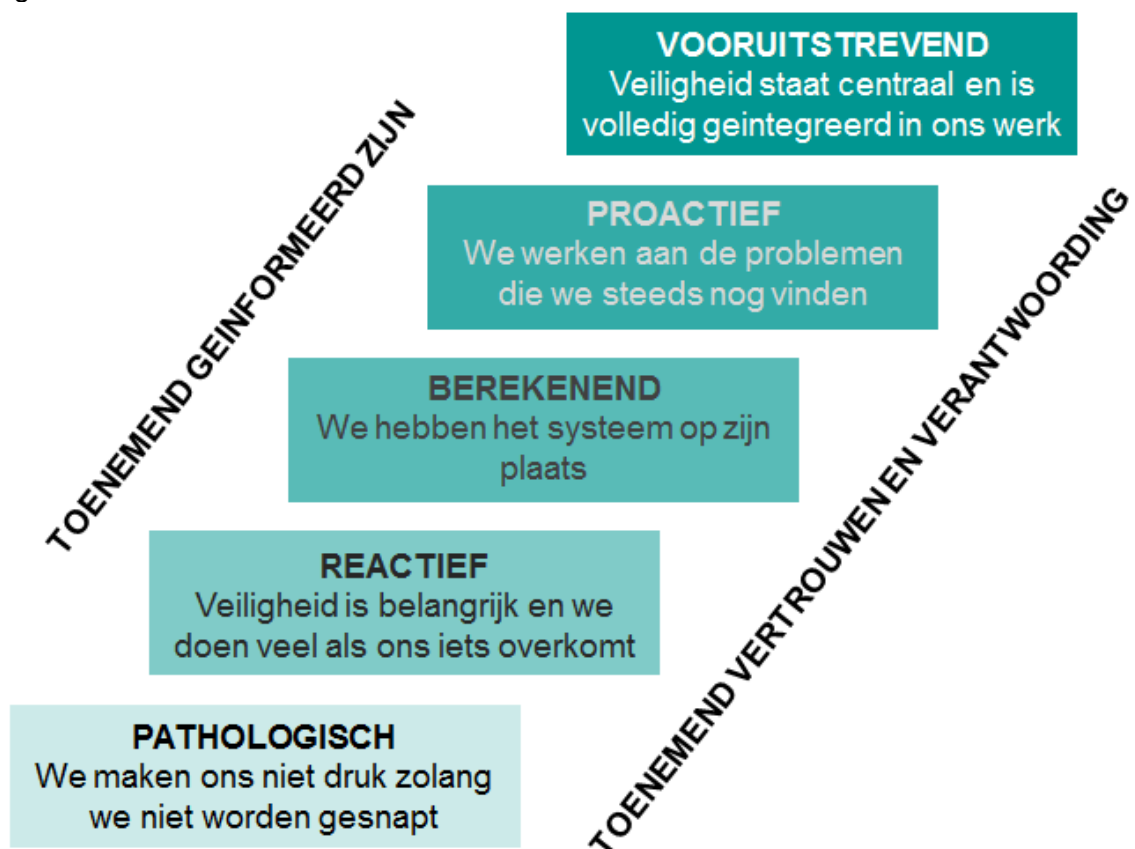 VOORUITSTREVEND
Veiligheid staat centraal en is
volledig geintegreerd in ons werk
TOENEMEND GEINFORMEERD ZIJN
PROACTIEF
We werken aan de problemen
die we steeds nog vinden
BEREKENEND
We hebben het systeem op zijn
plaats
TOENEMEND VERTROUWEN EN VERANTWOORDING
REACTIEF
Veiligheid is belangrijk en we
doen veel als ons iets overkomt
PATHOLOGISCH
We maken ons niet druk zolang
we niet worden gesnapt